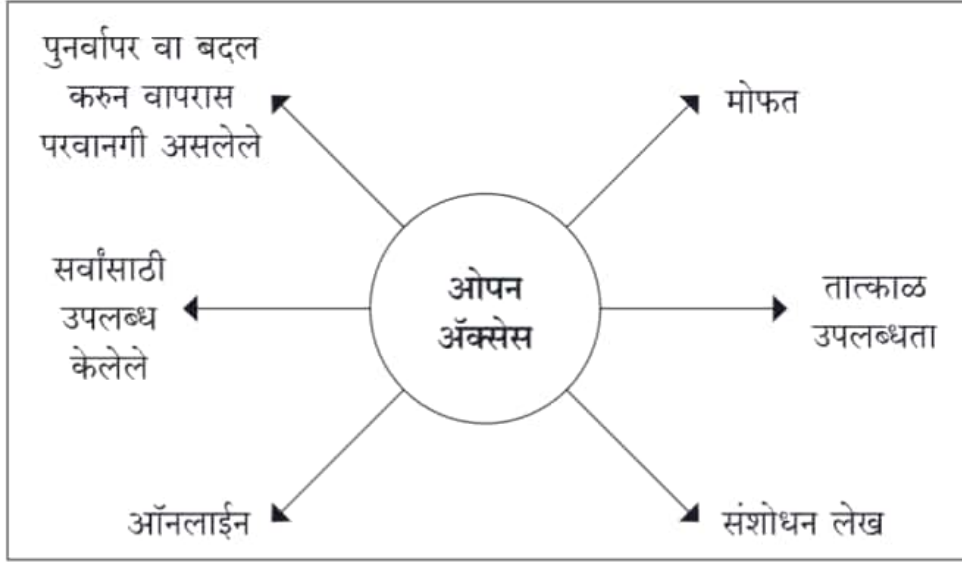 पुनर्वापर वा बदल
करुन वापरास
परवानगी असलेले
मोफत
सर्वांसाठी
उपलब्ध
केलेले
ओपन
ॲक्सेस
तात्काळ
उपलब्धता
ऑनलाईन
संशोधन लेख